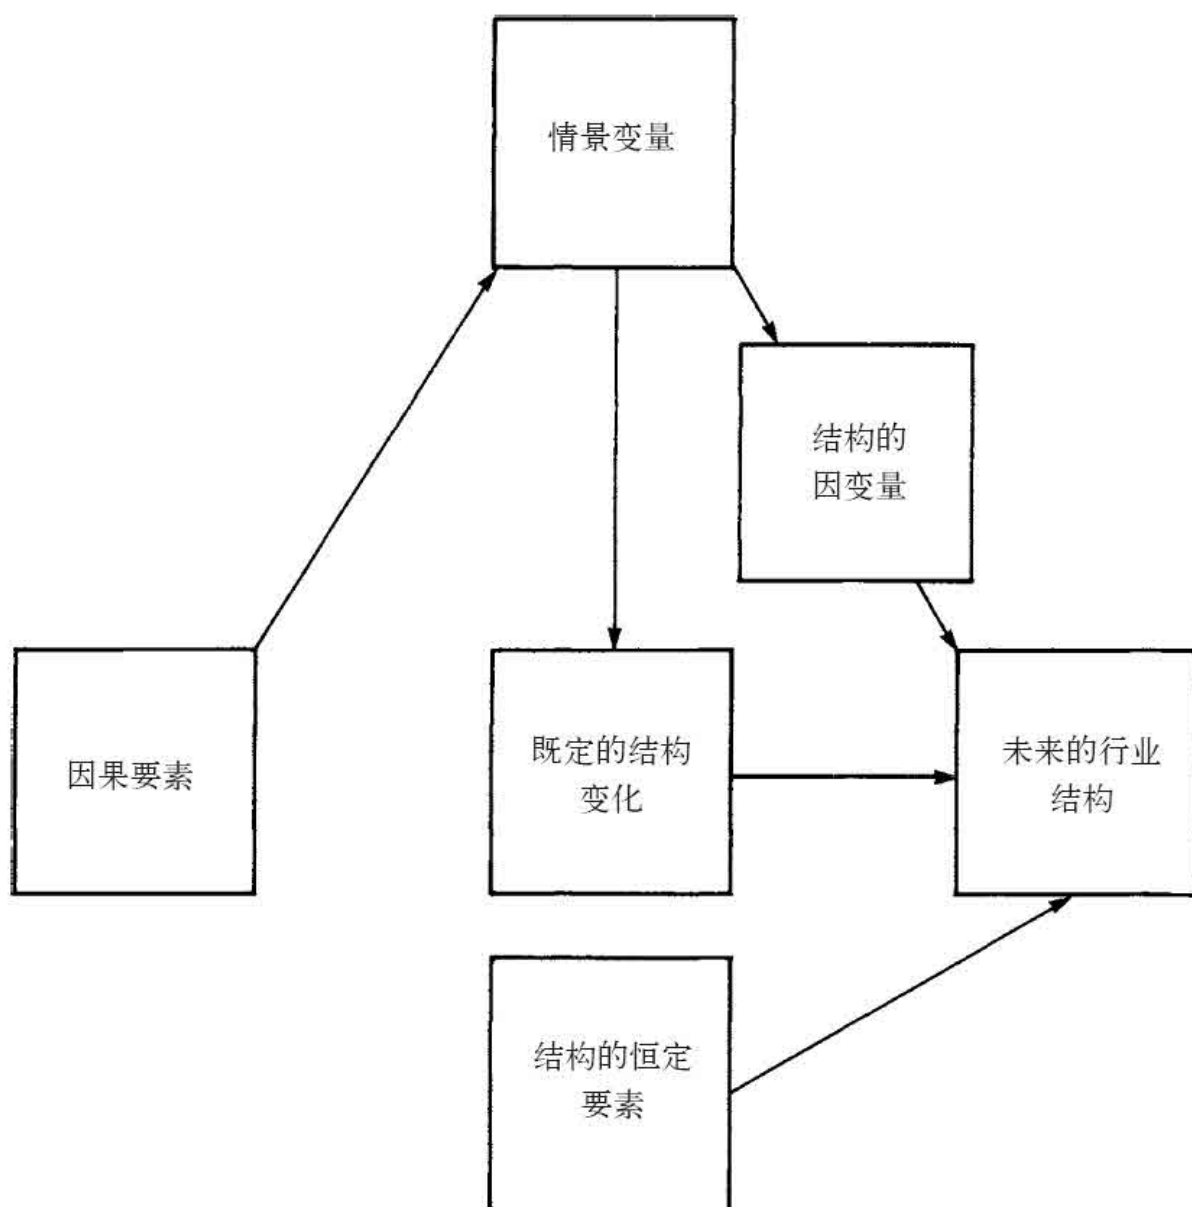 情景变量
结构的
因变量
因果要素
既定的结构
变化
未来的行业
结构
结构的恒定
要素